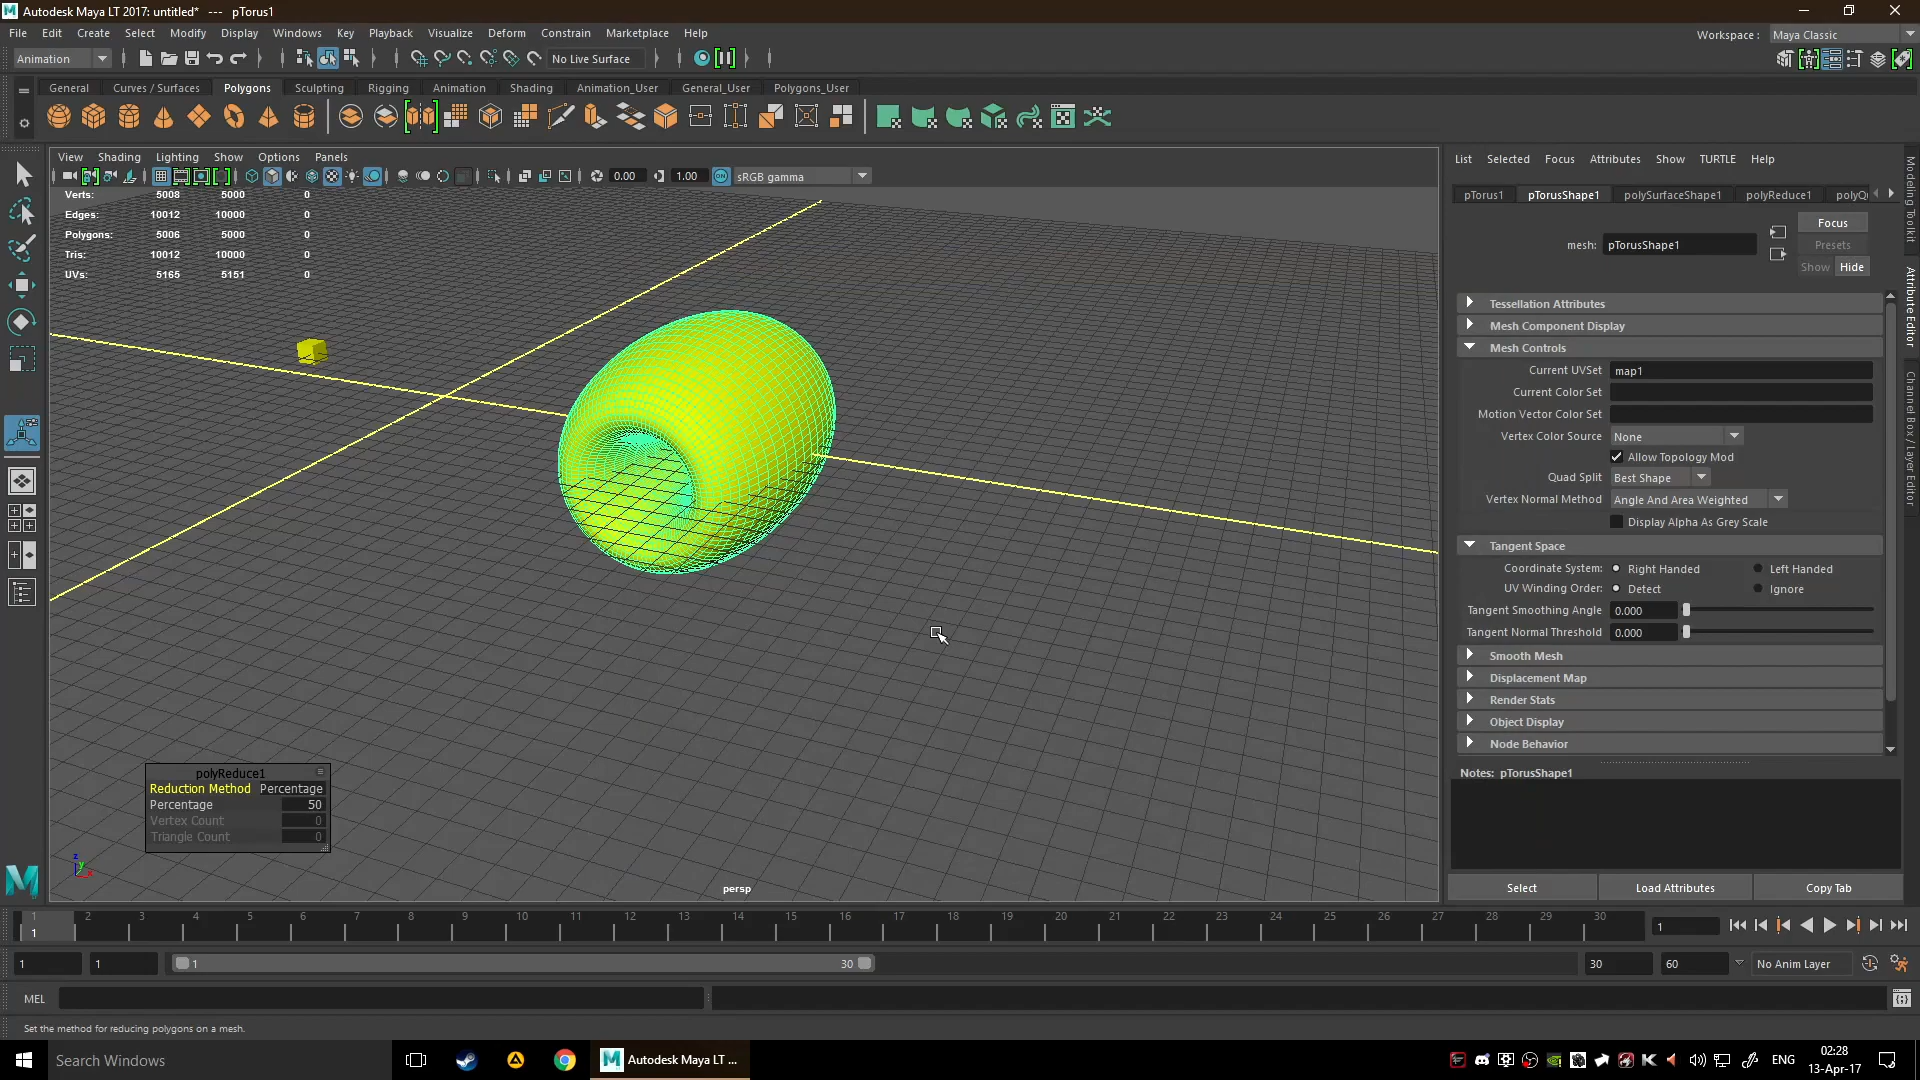 Autodesk Maya LT 2017: untitled*   ---   pTorus1
File Edit Create Select Modify Display Windows Key Playback Visualize Deform Constrain Marketplace Help
Workspace : Maya Classic
Animation
No Live Surface
General Curves / Surfaces Polygons Sculpting Rigging Animation Shading Animation_User General_User Polygons_User
View Shading Lighting Show Options Panels
0.00 1.00 ON sRGB gamma
Verts: 5008 5000 0
Edges: 10012 10000 0
Polygons: 5006 5000 0
Tris: 10012 10000 0
UVs: 5165 5151 0
polyReduce1
Reduction Method Percentage
Percentage 50
Vertex Count 0
Triangle Count 0
z
y
x
persp
List Selected Focus Attributes Show TURTLE Help
pTorus1 pTorusShape1 polySurfaceShape1 polyReduce1 polyQ
mesh: pTorusShape1
Focus
Presets
Show Hide
Tessellation Attributes
Mesh Component Display
Mesh Controls
Current UVSet map1
Current Color Set
Motion Vector Color Set
Vertex Color Source None
Allow Topology Mod
Quad Split Best Shape
Vertex Normal Method Angle And Area Weighted
Display Alpha As Grey Scale
Tangent Space
Coordinate System: Right Handed Left Handed
UV Winding Order: Detect Ignore
Tangent Smoothing Angle 0.000
Tangent Normal Threshold 0.000
Smooth Mesh
Displacement Map
Render Stats
Object Display
Node Behavior
Notes: pTorusShape1
Select Load Attributes Copy Tab
Modeling Toolkit
Attribute Editor
Channel Box / Layer Editor
1 2 3 4 5 6 7 8 9 10 11 12 13 14 15 16 17 18 19 20 21 22 23 24 25 26 27 28 29 30
1
1
1 1 1 30 30 60 No Anim Layer
MEL
Set the method for reducing polygons on a mesh.
Search Windows
M Autodesk Maya LT ...
ENG
02:28
13-Apr-17